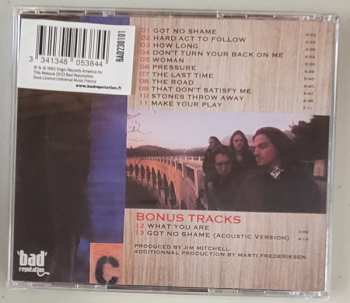 3 341348 053844
BAD230101
www.badreputation.fr
01 GOT NO SHAME
02 HARD ACT TO FOLLOW
03 HOW LONG
04 DON'T TURN YOUR BACK ON ME
05 WOMAN
06 PRESSURE
07 THE LAST TIME
08 THE ROAD
09 THAT DON'T SATISFY ME
10 STONES THROW AWAY
11 MAKE YOUR PLAY
BONUS TRACKS
12 WHAT YOU ARE
13 GOT NO SHAME (ACOUSTIC VERSION)
PRODUCED BY JIM MITCHELL
ADDITIONNAL PRODUCTION BY MARTI FREDERIKSEN
bad
reputation
C